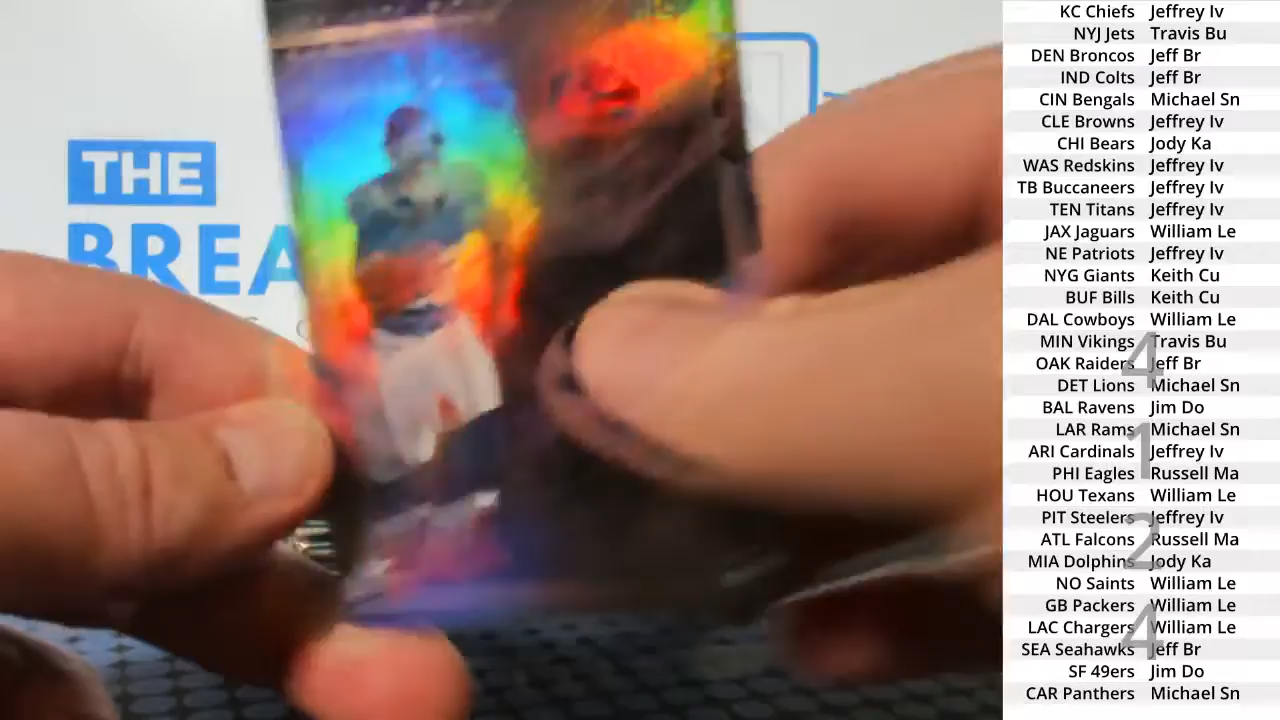 THE
BREA
KC Chiefs Jeffrey Iv
NYJ Jets Travis Bu
DEN Broncos Jeff Br
IND Colts Jeff Br
CIN Bengals Michael Sn
CLE Browns Jeffrey Iv
CHI Bears Jody Ka
WAS Redskins Jeffrey Iv
TB Buccaneers Jeffrey Iv
TEN Titans Jeffrey Iv
JAX Jaguars William Le
NE Patriots Jeffrey Iv
NYG Giants Keith Cu
BUF Bills Keith Cu
DAL Cowboys William Le
MIN Vikings Travis Bu
OAK Raiders Jeff Br
DET Lions Michael Sn
BAL Ravens Jim Do
LAR Rams Michael Sn
ARI Cardinals Jeffrey Iv
PHI Eagles Russell Ma
HOU Texans William Le
PIT Steelers Jeffrey Iv
ATL Falcons Russell Ma
MIA Dolphins Jody Ka
NO Saints William Le
GB Packers William Le
LAC Chargers William Le
SEA Seahawks Jeff Br
SF 49ers Jim Do
CAR Panthers Michael Sn
4
1
2
4